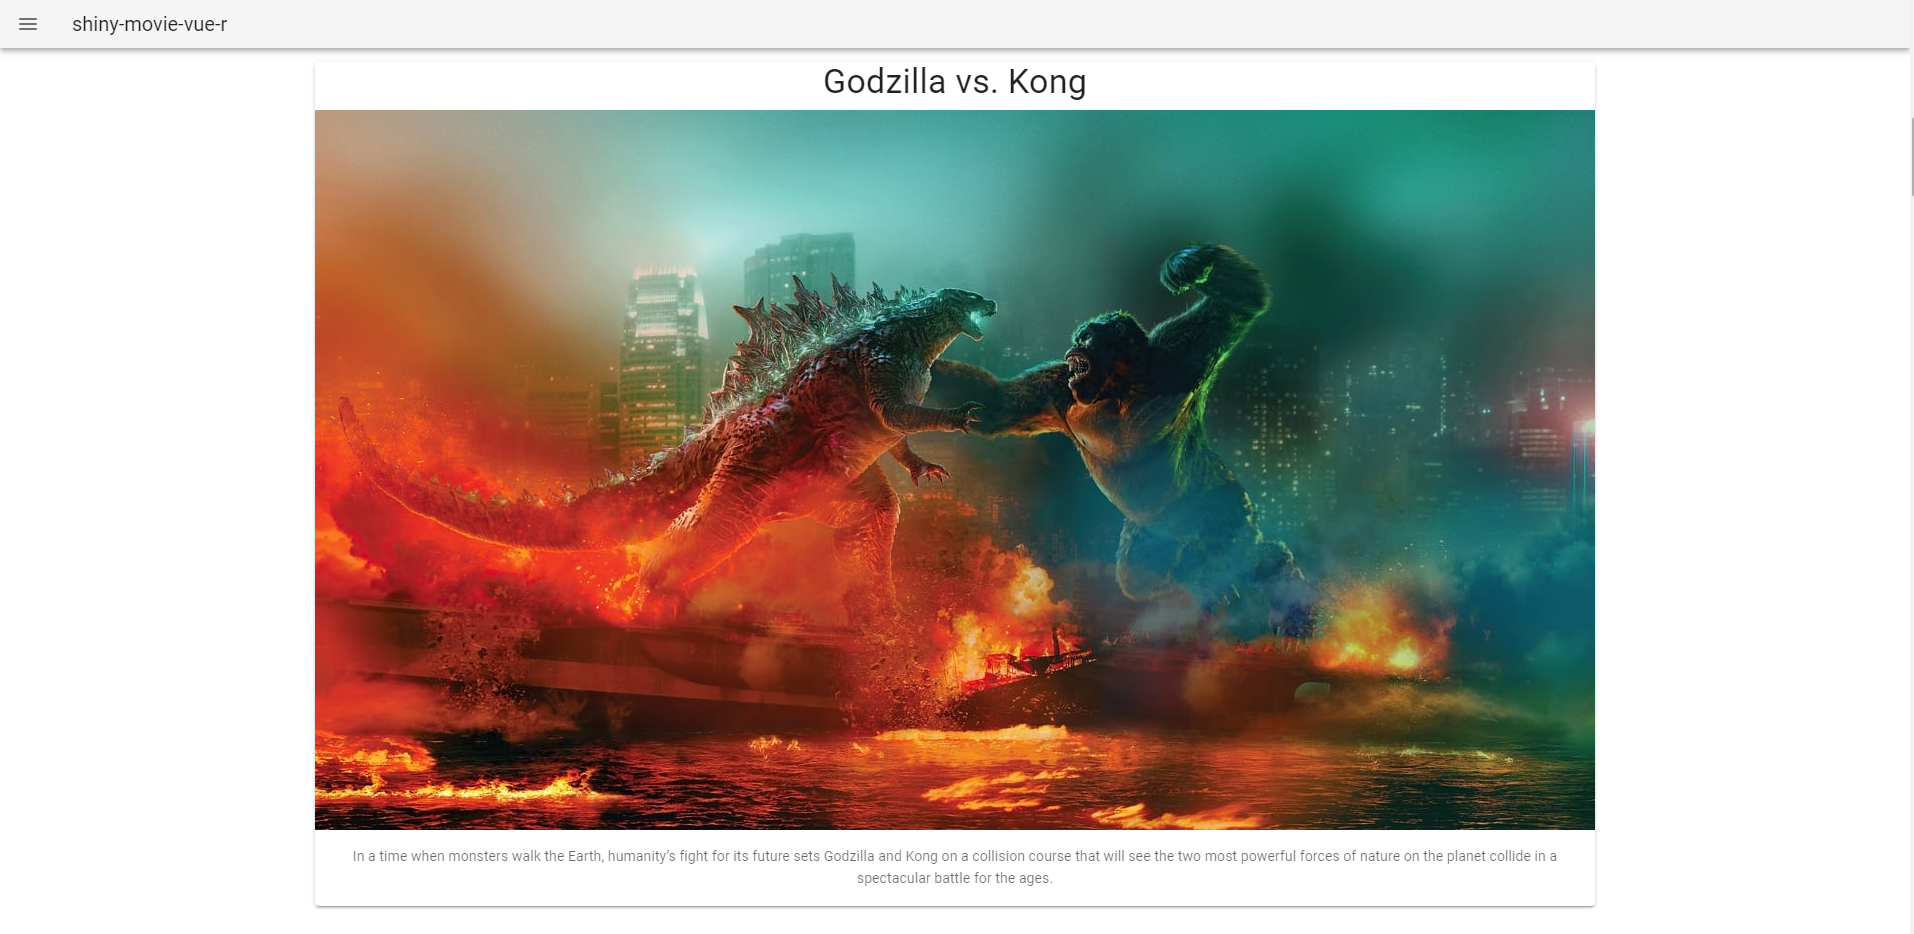 shiny-movie-vue-r
Godzilla vs. Kong
In a time when monsters walk the Earth, humanity’s fight for its future sets Godzilla and Kong on a collision course that will see the two most powerful forces of nature on the planet collide in a
spectacular battle for the ages.